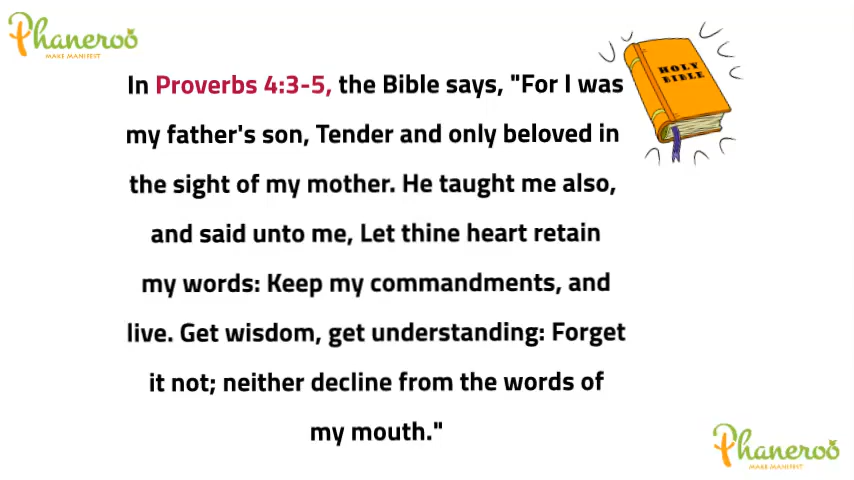 Phaneroo
MAKE MANIFEST
In Proverbs 4:3-5, the Bible says, "For I was
my father's son, Tender and only beloved in
the sight of my mother. He taught me also,
and said unto me, Let thine heart retain
my words: Keep my commandments, and
live. Get wisdom, get understanding: Forget
it not; neither decline from the words of
my mouth."
HOLY
BIBLE
Phaneroo
MAKE MANIFEST